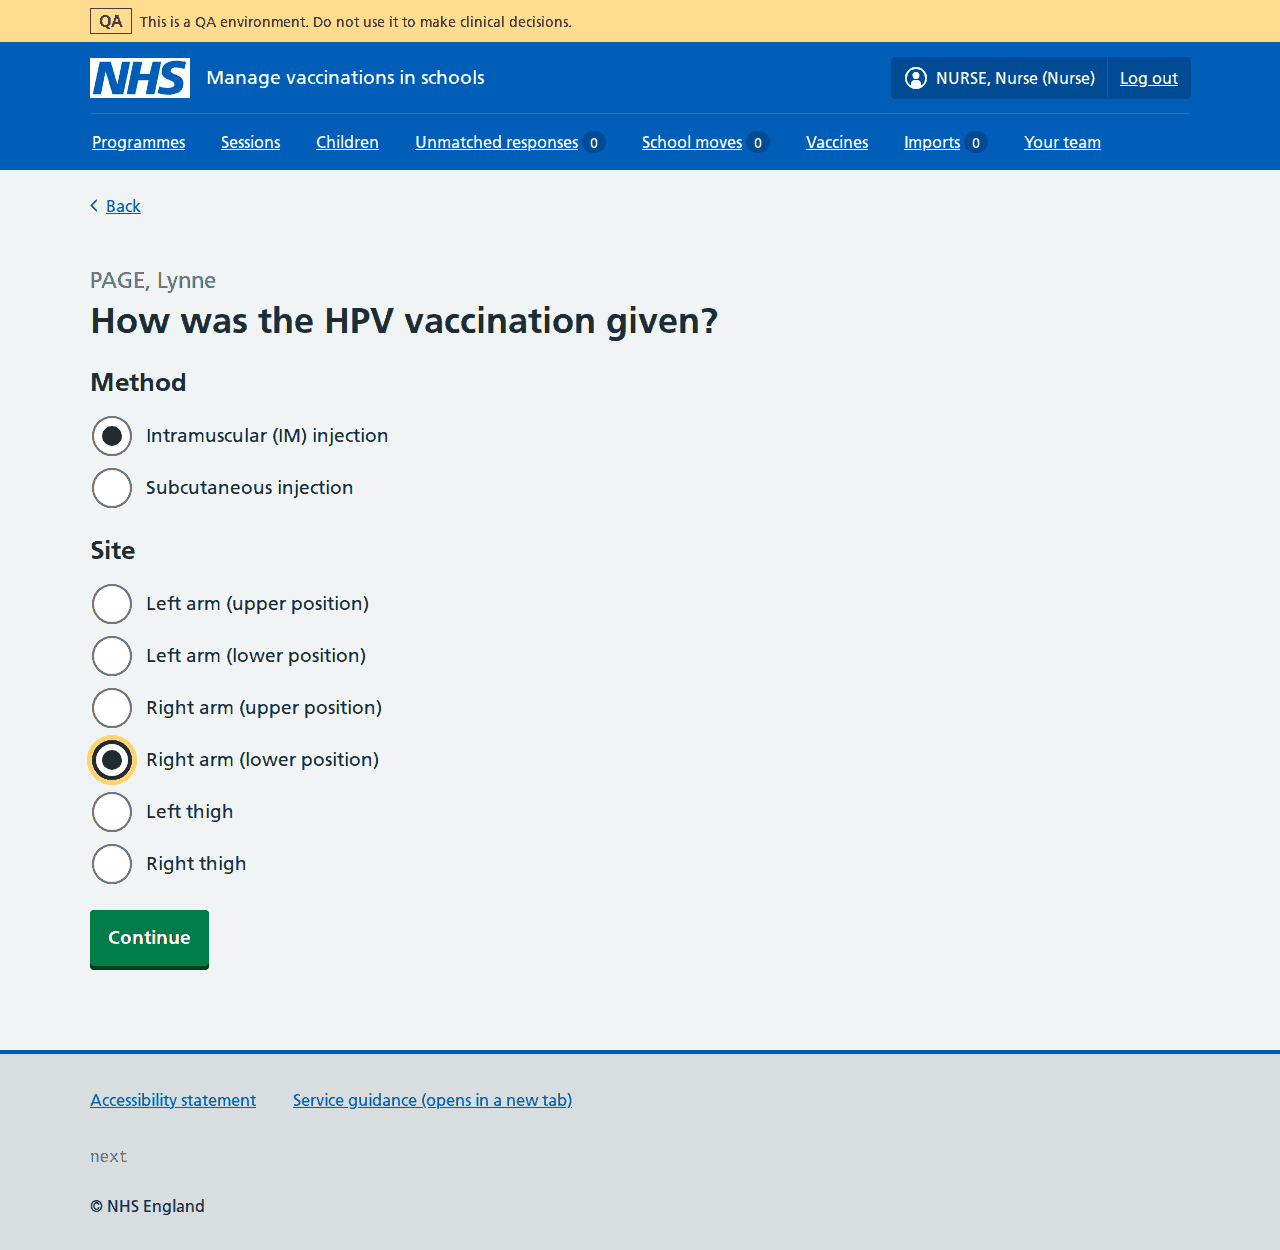 QA This is a QA environment. Do not use it to make clinical decisions.
NHS Manage vaccinations in schools NURSE, Nurse (Nurse) Log out
Programmes Sessions Children Unmatched responses 0 School moves 0 Vaccines Imports 0 Your team
Back
PAGE, Lynne
How was the HPV vaccination given?
Method
Intramuscular (IM) injection
Subcutaneous injection
Site
Left arm (upper position)
Left arm (lower position)
Right arm (upper position)
Right arm (lower position)
Left thigh
Right thigh
Continue
Accessibility statement Service guidance (opens in a new tab)
next
© NHS England